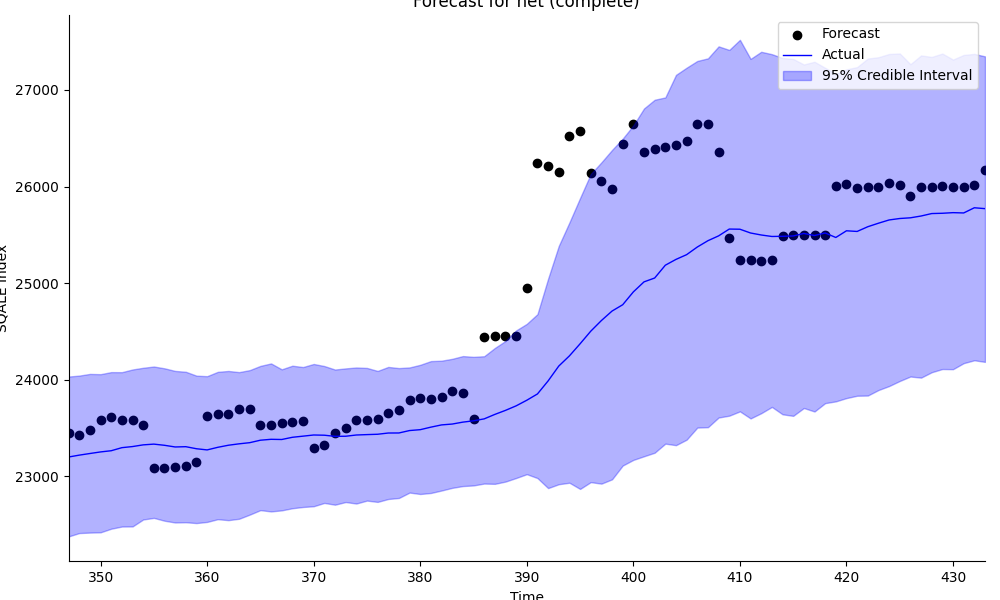 Forecast for net (complete)
Forecast
Actual
95% Credible Interval
27000
26000
25000
24000
23000
SQALE Index
350
360
370
380
390
400
410
420
430
Time